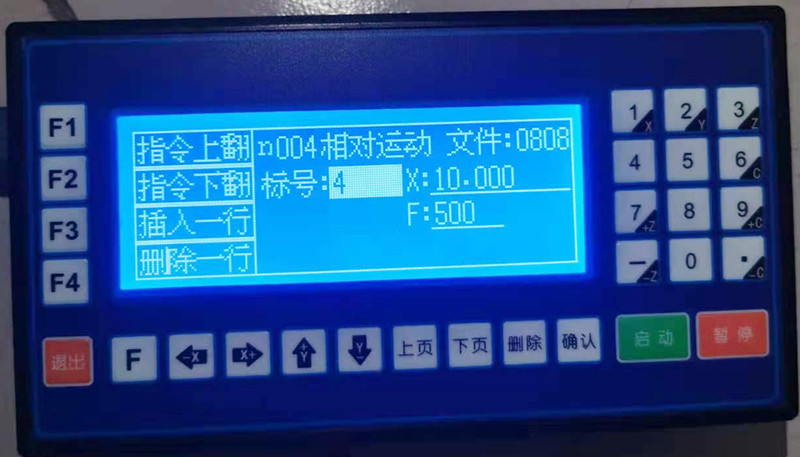 指令上翻 n004相对运动 文件:0808
指令下翻 标号:4 X:10.000
插入一行 F:500
删除一行
F1
F2
F3
F4
1 X 2 Y 3 Z
4 5 6 C
7 +Z 8 9 +C
- -Z 0 . -C
退出 F -X X+ +Y Y- 上页 下页 删除 确认 启动 暂停